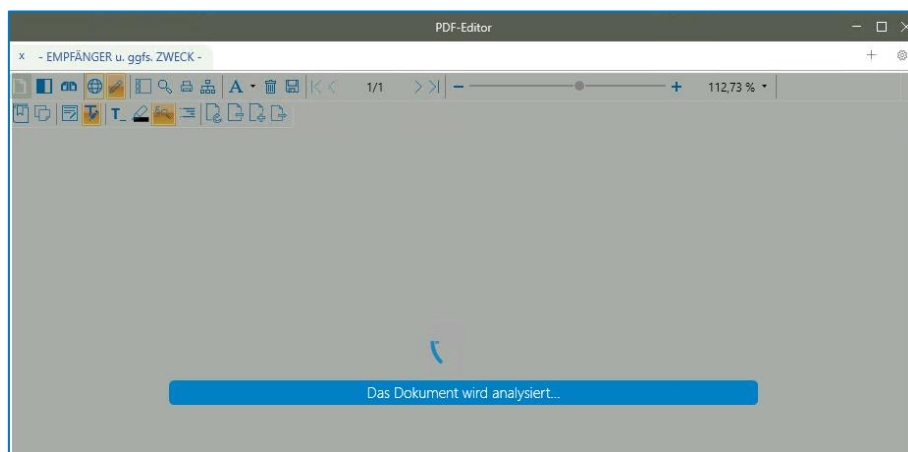 PDF-Editor
x - EMPFÄNGER u. ggfs. ZWECK -
1/1 112,73 %
Das Dokument wird analysiert...